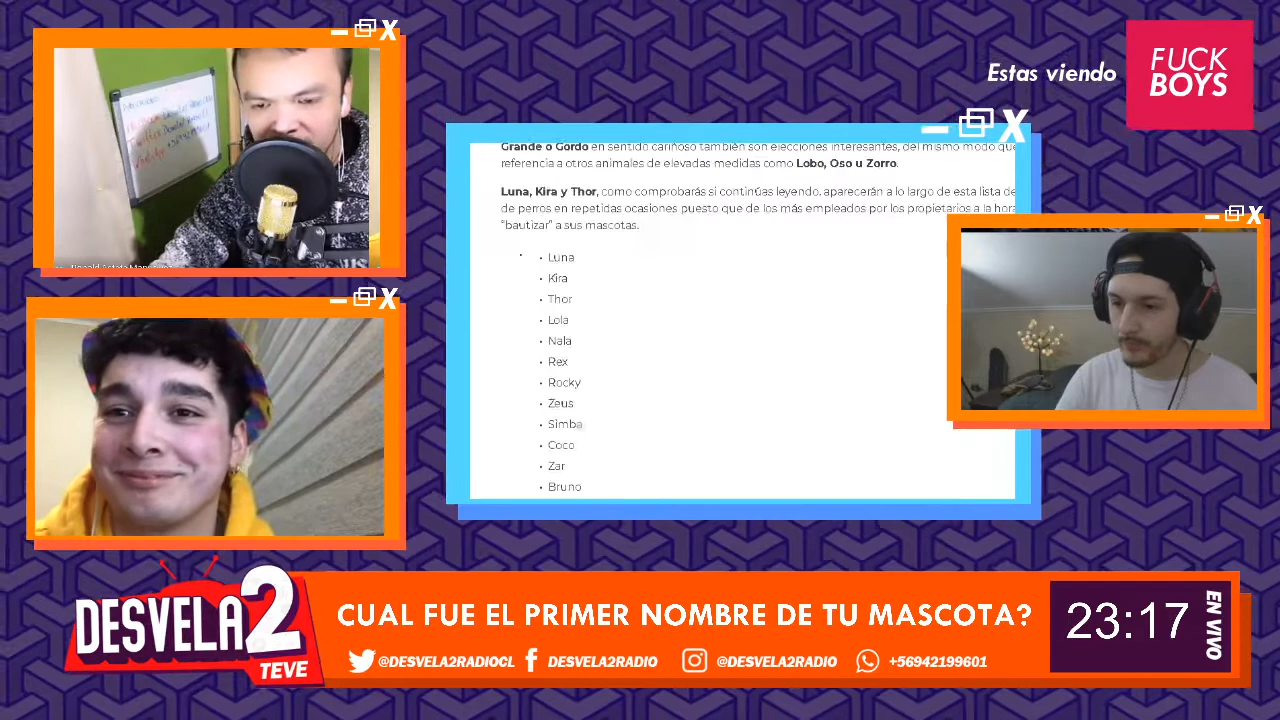 Estas viendo
FUCK
BOYS
Grande o Gordo en sentido cariñoso también son elecciones interesantes, del mismo modo que
referencia a otros animales de elevadas medidas como Lobo, Oso u Zorro.
Luna, Kira y Thor, como comprobarás si continúas leyendo, aparecerán a lo largo de esta lista de
de perros en repetidas ocasiones puesto que de los más empleados por los propietarios a la hora
"bautizar" a sus mascotas.
• Luna
• Kira
• Thor
• Lola
• Nala
• Rex
• Rocky
• Zeus
• Simba
• Coco
• Zar
• Bruno
DESVELA2
TEVE
CUAL FUE EL PRIMER NOMBRE DE TU MASCOTA?
@DESVELA2RADIOCL DESVELA2RADIO @DESVELA2RADIO +56942199601
23:17
EN VIVO